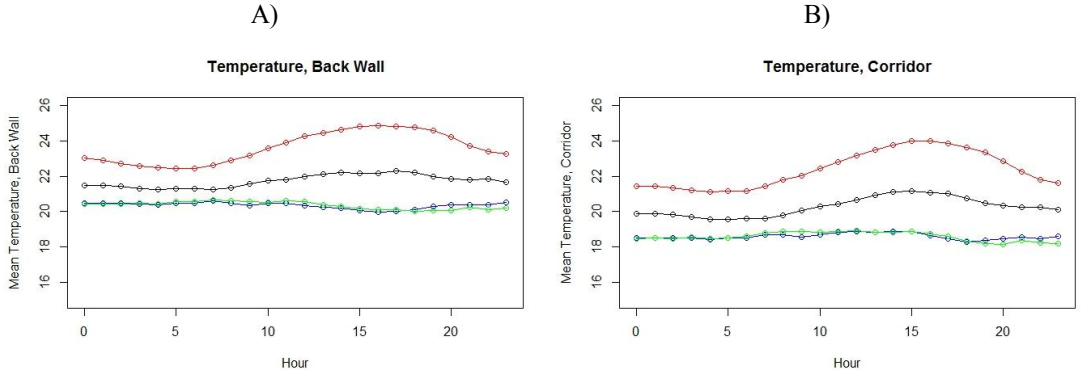 A)
Temperature, Back Wall
Mean Temperature, Back Wall
26
24
22
20
18
16
0 5 10 15 20
Hour
B)
Temperature, Corridor
Mean Temperature, Corridor
26
24
22
20
18
16
0 5 10 15 20
Hour